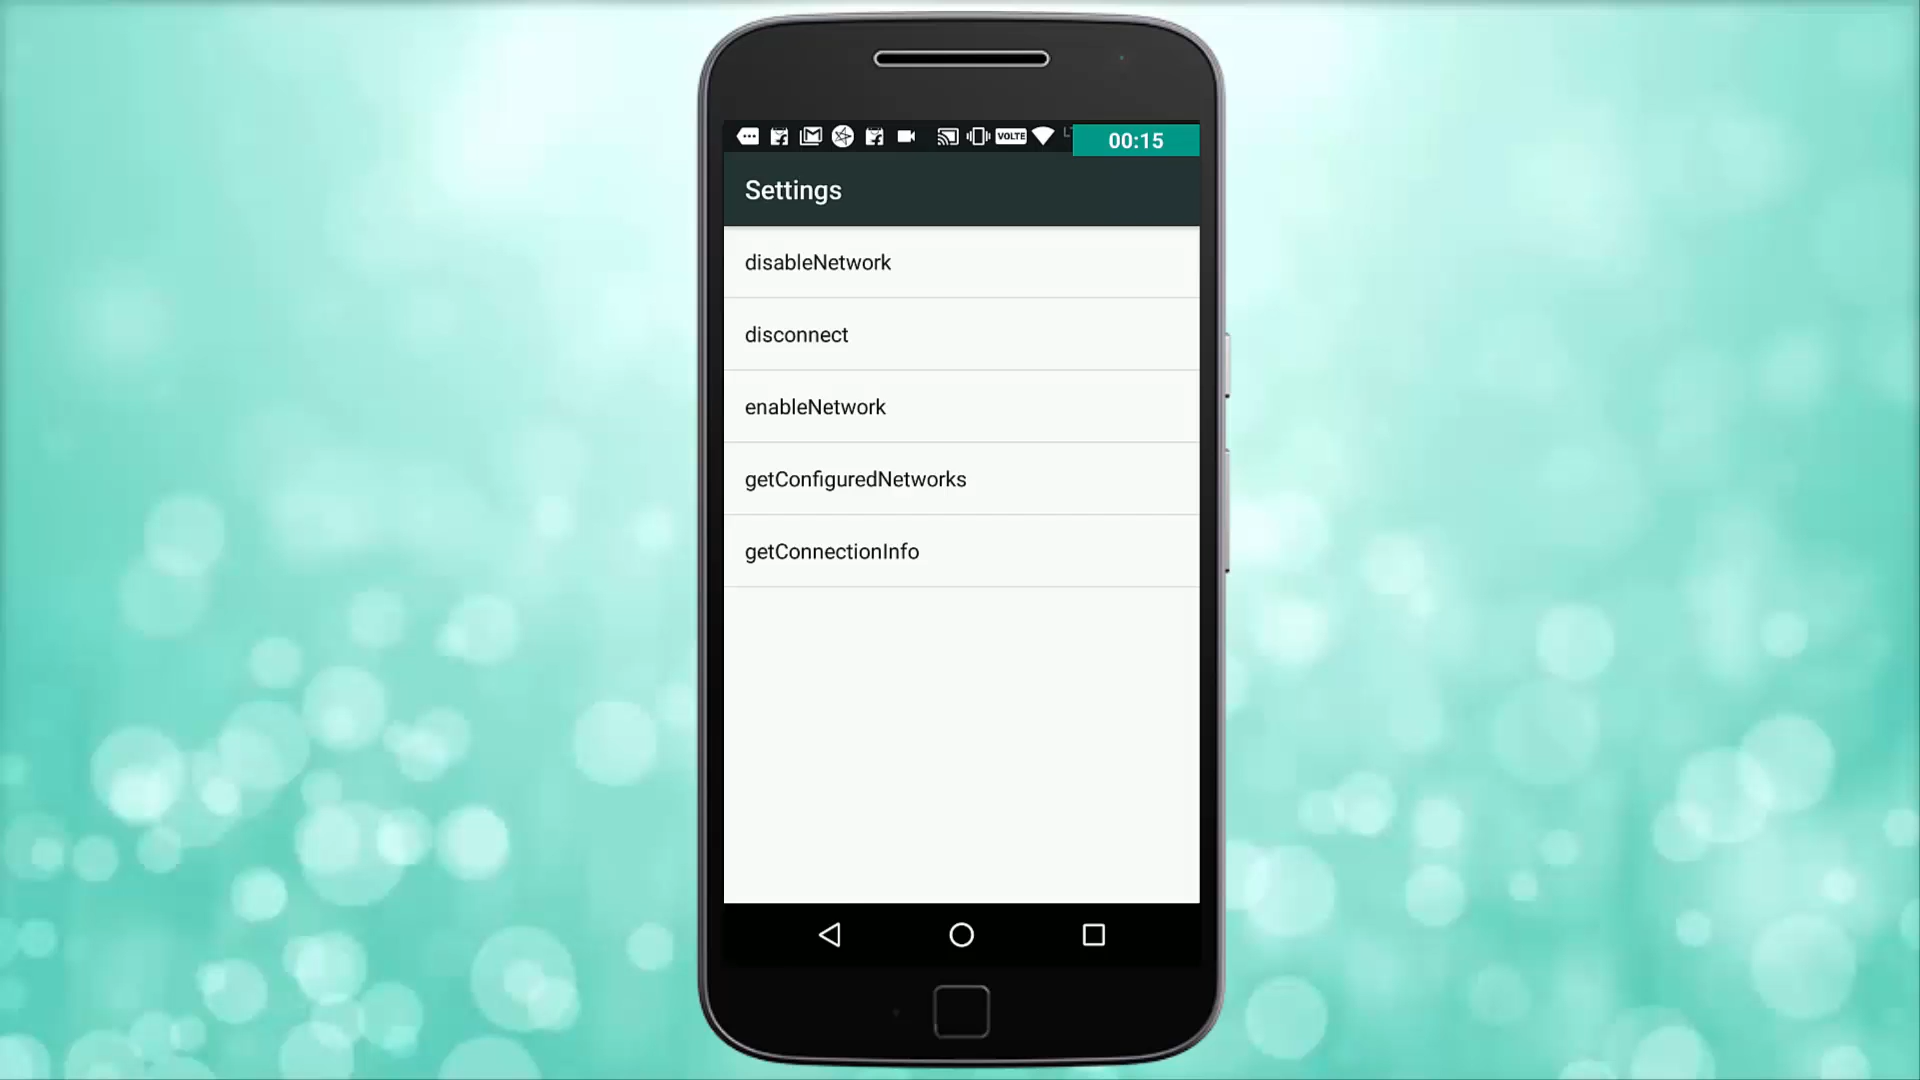 VOLTE
00:15
Settings
disableNetwork
disconnect
enableNetwork
getConfiguredNetworks
getConnectionInfo